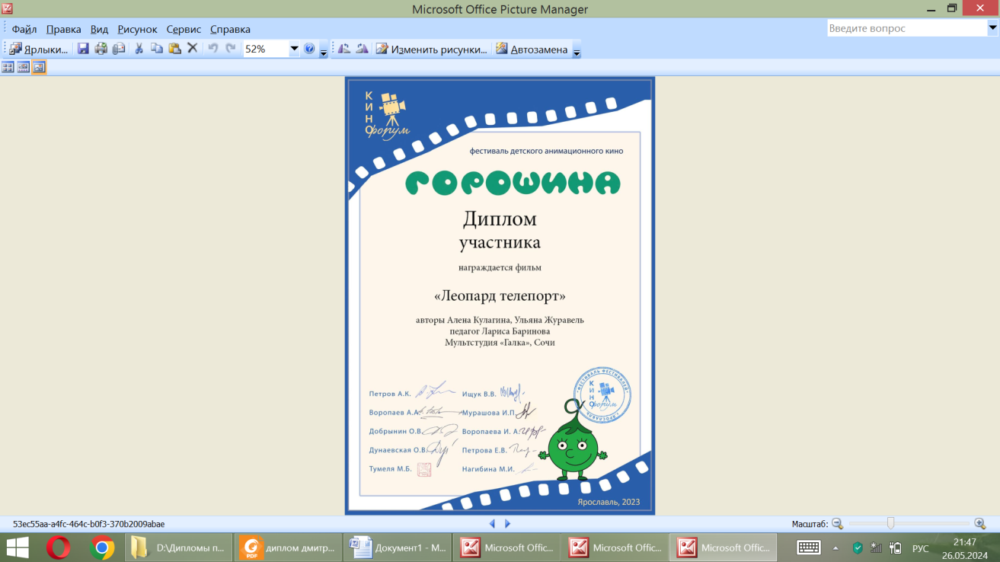 Microsoft Office Picture Manager
Файл Правка Вид Рисунок Сервис Справка
Введите вопрос
Ярлыки... 52% Изменить рисунки... Автозамена
КИНО
форум
фестиваль детского анимационного кино
ГОРОШИНА
Диплом
участника
награждается фильм
«Леопард телепорт»
авторы Алена Кулагина, Ульяна Журавель
педагог Лариса Баринова
Мультстудия «Галка», Сочи
Петров А.К. Ищук В.В.
Воропаев А.А. Мурашова И.П.
Добрынин О.В. Воропаева И. А.
Дунаевская О.В. Петрова Е.В.
Тумеля М.Б. Нагибина М.И.
"ФЕСТИВАЛЬ ФЕСТИВАЛЕЙ"
КИНО
форум
г. ЯРОСЛАВЛЬ
Ярославль, 2023
53ec55aa-a4fc-464c-b0f3-370b2009abae
Масштаб:
D:\Дипломы п...
PDF
диплом дмитр...
Документ1 - М...
Microsoft Offic...
Microsoft Offic...
Microsoft Offic...
РУС
21:47
26.05.2024